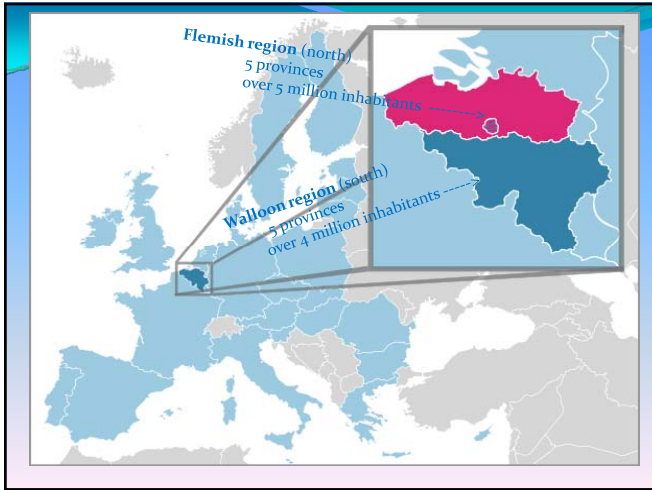 Flemish region (north)
5 provinces
over 5 million inhabitants
Walloon region (south)
5 provinces
over 4 million inhabitants